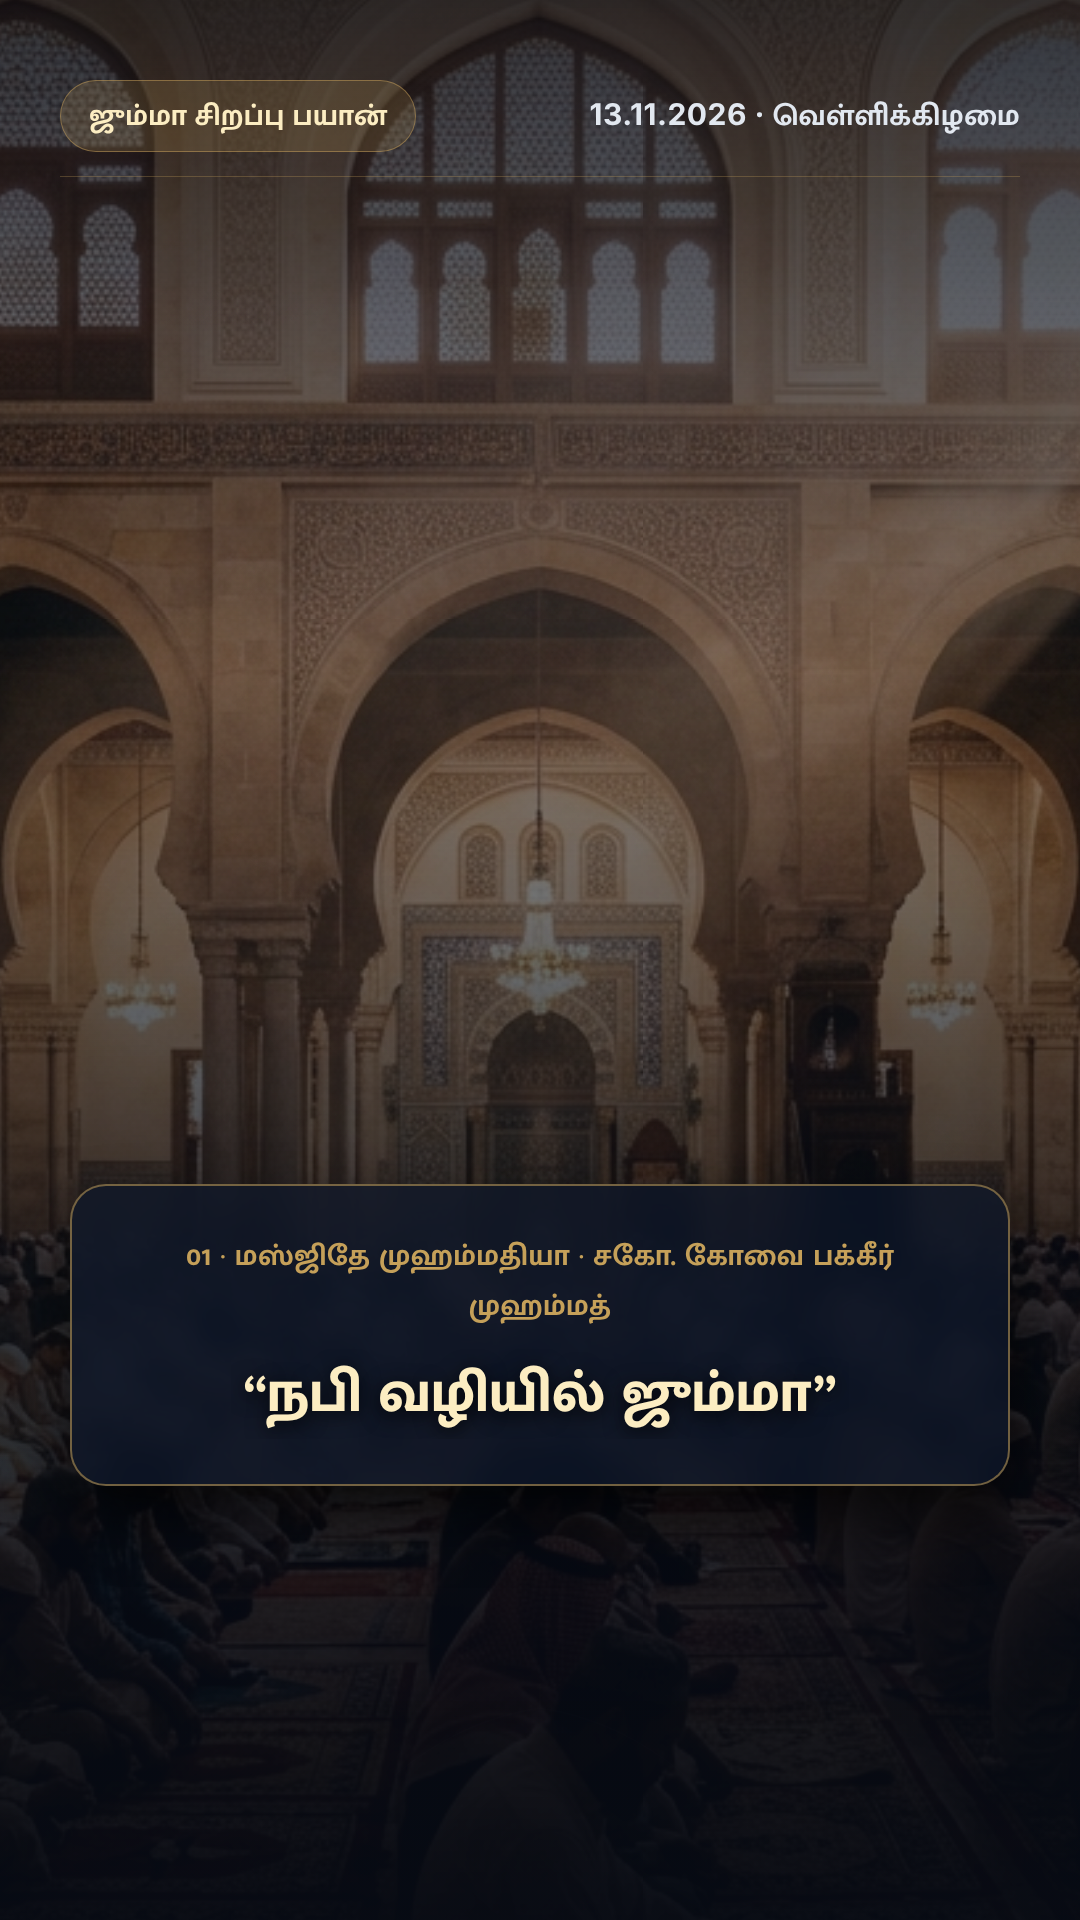 ஜும்மா சிறப்பு பயான்
13.11.2026 · வெள்ளிக்கிழமை
01 · மஸ்ஜிதே முஹம்மதியா · சகோ. கோவை பக்கீர்
முஹம்மத்
“நபி வழியில் ஜும்மா”